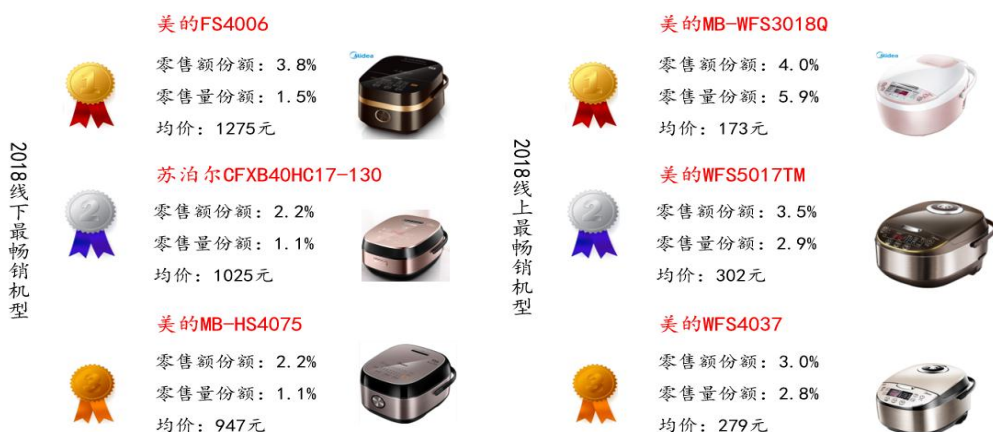 2018线下最畅销机型
1
美的FS4006
零售额份额：3.8%
零售量份额：1.5%
均价：1275元
Midea
2
苏泊尔CFXB40HC17-130
零售额份额：2.2%
零售量份额：1.1%
均价：1025元
美的MB-HS4075
零售额份额：2.2%
零售量份额：1.1%
均价：947元
2018线上最畅销机型
1
美的MB-WFS3018Q
零售额份额：4.0%
零售量份额：5.9%
均价：173元
Midea
2
美的WFS5017TM
零售额份额：3.5%
零售量份额：2.9%
均价：302元
美的WFS4037
零售额份额：3.0%
零售量份额：2.8%
均价：279元